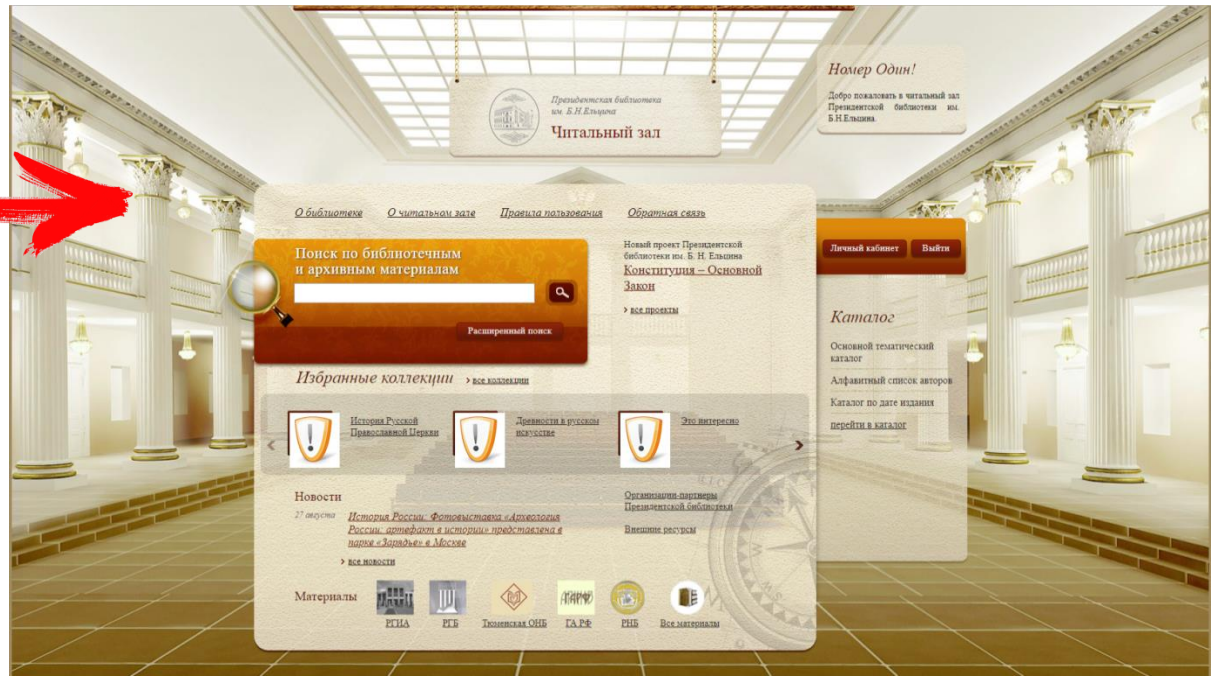 Президентская библиотека
им. Б.Н.Ельцина
Читальный зал
Номер Один!
Добро пожаловать в читальный зал
Президентской библиотеки им.
Б.Н.Ельцина.
О библиотеке О читальном зале Правила пользования Обратная связь
Поиск по библиотечным
и архивным материалам
Расширенный поиск
Новый проект Президентской
библиотеки им. Б. Н. Ельцина
Конституция – Основной
Закон
все проекты
Личный кабинет Выйти
Каталог
Основной тематический
каталог
Алфавитный список авторов
Каталог по дате издания
перейти в каталог
Избранные коллекции все коллекции
История Русской
Православной Церкви
Древности в русском
искусстве
Это интересно
Новости
27 августа
История России: Фотовыставка «Археология
России: артефакт в истории» представлена в
парке «Зарядье» в Москве
все новости
Организации-партнеры
Президентской библиотеки
Внешние ресурсы
Материалы
РГИА РГБ Тюменская ОНБ ГА РФ РНБ Все материалы